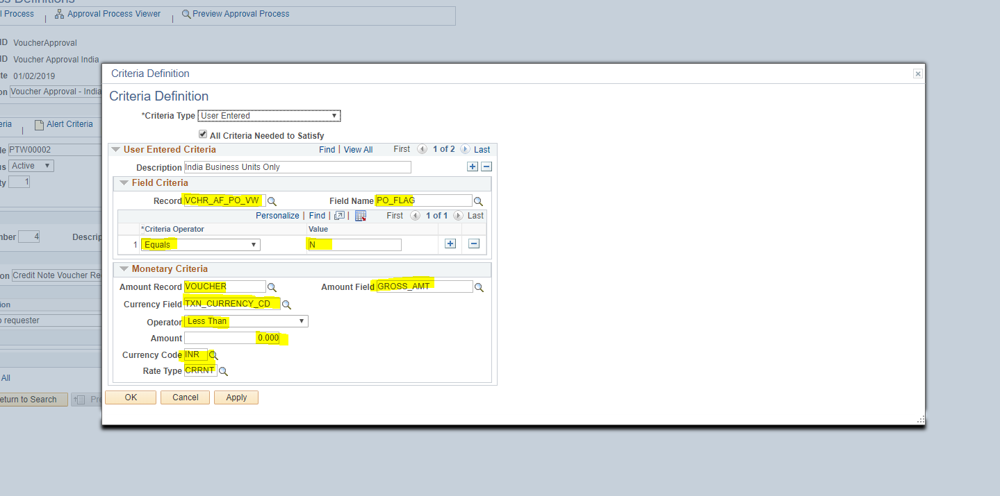 ss Definitions
l Process | Approval Process Viewer | Preview Approval Process
ID VoucherApproval
ID Voucher Approval India
te 01/02/2019
on Voucher Approval - India
eria | Alert Criteria
le PTW00002
us Active
ty 1
mber 4 Descrip
on Credit Note Voucher Re
ion
o requester
All
eturn to Search Pre
Criteria Definition
Criteria Definition
*Criteria Type User Entered
All Criteria Needed to Satisfy
User Entered Criteria Find | View All First 1 of 2 Last
Description India Business Units Only
Field Criteria
Record VCHR_AF_PO_VW Field Name PO_FLAG
Personalize | Find | | First 1 of 1 Last
*Criteria Operator Value
1 Equals N
Monetary Criteria
Amount Record VOUCHER Amount Field GROSS_AMT
Currency Field TXN_CURRENCY_CD
Operator Less Than
Amount 0.000
Currency Code INR
Rate Type CRRNT
OK Cancel Apply